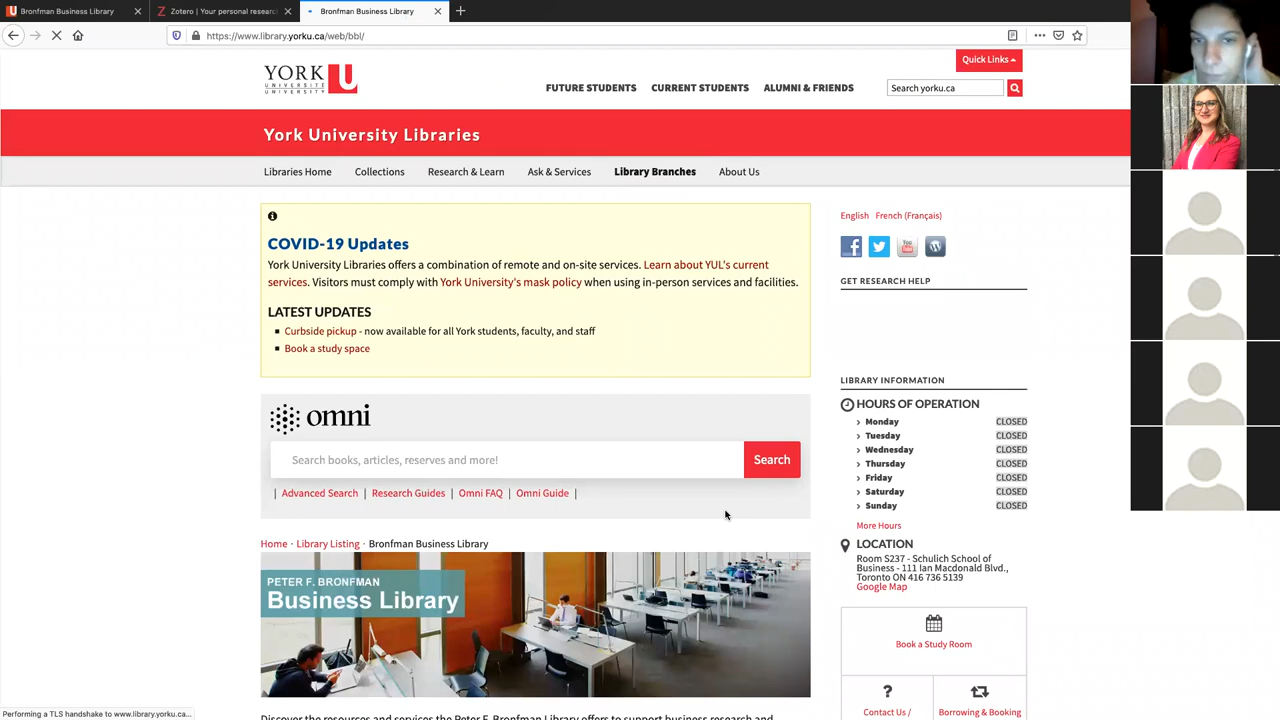 Bronfman Business Library
Zotero | Your personal resear
Bronfman Business Library
https://www.library.yorku.ca/web/bbl/
Quick Links
YORK U
UNIVERSITÉ
UNIVERSITY
FUTURE STUDENTS
CURRENT STUDENTS
ALUMNI & FRIENDS
Search yorku.ca
York University Libraries
Libraries Home
Collections
Research & Learn
Ask & Services
Library Branches
About Us
COVID-19 Updates
York University Libraries offers a combination of remote and on-site services. Learn about YUL's current
services. Visitors must comply with York University's mask policy when using in-person services and facilities.
LATEST UPDATES
Curbside pickup - now available for all York students, faculty, and staff
Book a study space
omni
Search books, articles, reserves and more!
Search
| Advanced Search | Research Guides | Omni FAQ | Omni Guide |
Home · Library Listing · Bronfman Business Library
PETER F. BRONFMAN
Business Library
Discover the resources and services the Peter F. Bronfman Library offers to support business research and
English French (Français)
You Tube
GET RESEARCH HELP
LIBRARY INFORMATION
HOURS OF OPERATION
Monday CLOSED
Tuesday CLOSED
Wednesday CLOSED
Thursday CLOSED
Friday CLOSED
Saturday CLOSED
Sunday CLOSED
More Hours
LOCATION
Room S237 - Schulich School of
Business - 111 Ian Macdonald Blvd.,
Toronto ON 416 736 5139
Google Map
Book a Study Room
Contact Us /
Borrowing & Booking
Performing a TLS handshake to www.library.yorku.ca...